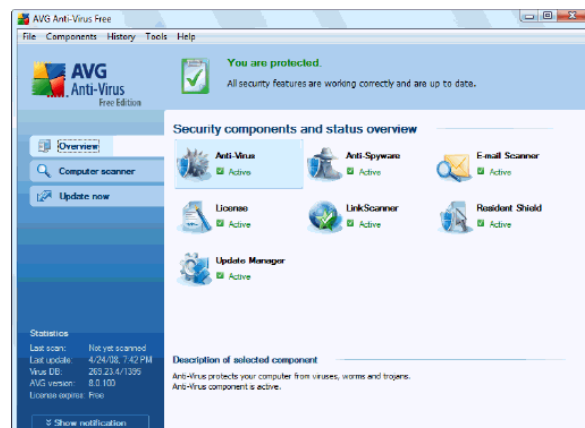 AVG Anti-Virus Free
File Components History Tools Help
AVG
Anti-Virus
Free Edition
You are protected.
All security features are working correctly and are up to date.
Overview
Computer scanner
Update now
Security components and status overview
Anti-Virus
Active
Anti-Spyware
Active
E-mail Scanner
Active
License
Active
LinkScanner
Active
Resident Shield
Active
Update Manager
Active
Statistics
Last scan: Not yet scanned
Last update: 4/24/08, 7:42 PM
Virus DB: 269.23.4/1395
AVG version: 8.0.100
License expires: Free
Show notification
Description of selected component
Anti-Virus protects your computer from viruses, worms and trojans.
Anti-Virus component is active.